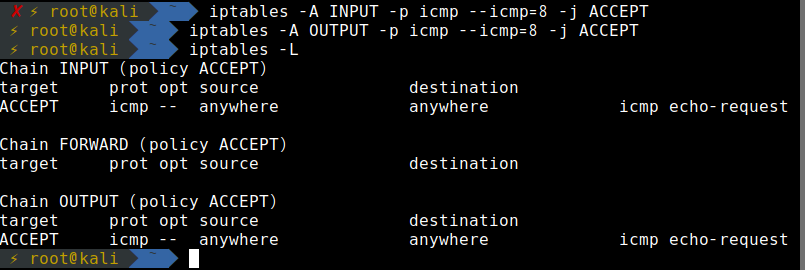 ✗ ⚡ root@kali ~ iptables -A INPUT -p icmp --icmp=8 -j ACCEPT
⚡ root@kali ~ iptables -A OUTPUT -p icmp --icmp=8 -j ACCEPT
⚡ root@kali ~ iptables -L
Chain INPUT (policy ACCEPT)
target     prot opt source               destination
ACCEPT     icmp --  anywhere             anywhere             icmp echo-request
Chain FORWARD (policy ACCEPT)
target     prot opt source               destination
Chain OUTPUT (policy ACCEPT)
target     prot opt source               destination
ACCEPT     icmp --  anywhere             anywhere             icmp echo-request
⚡ root@kali ~